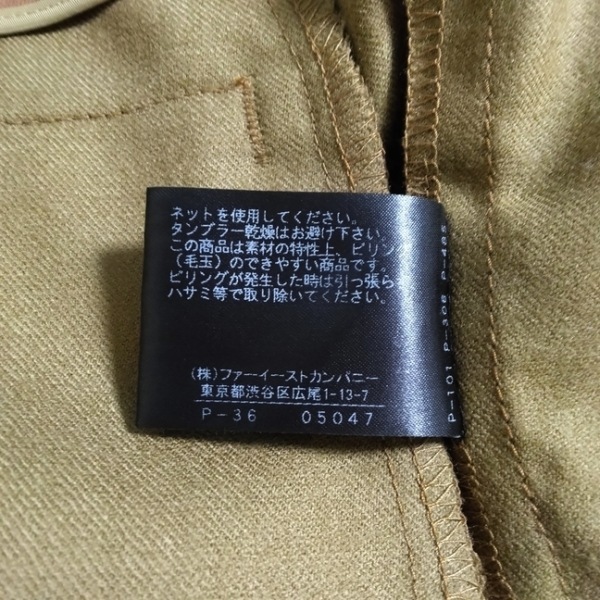 ネットを使用してください。
タンブラー乾燥はお避け下さい。
この商品は素材の特性上、ピリング
(毛玉)のできやすい商品です。
ピリングが発生した時は引っ張ら
ハサミ等で取り除いてください。
(株)ファーイーストカンパニー
東京都渋谷区広尾1-13-7
P-36 05047
P-101 P-306 P-485